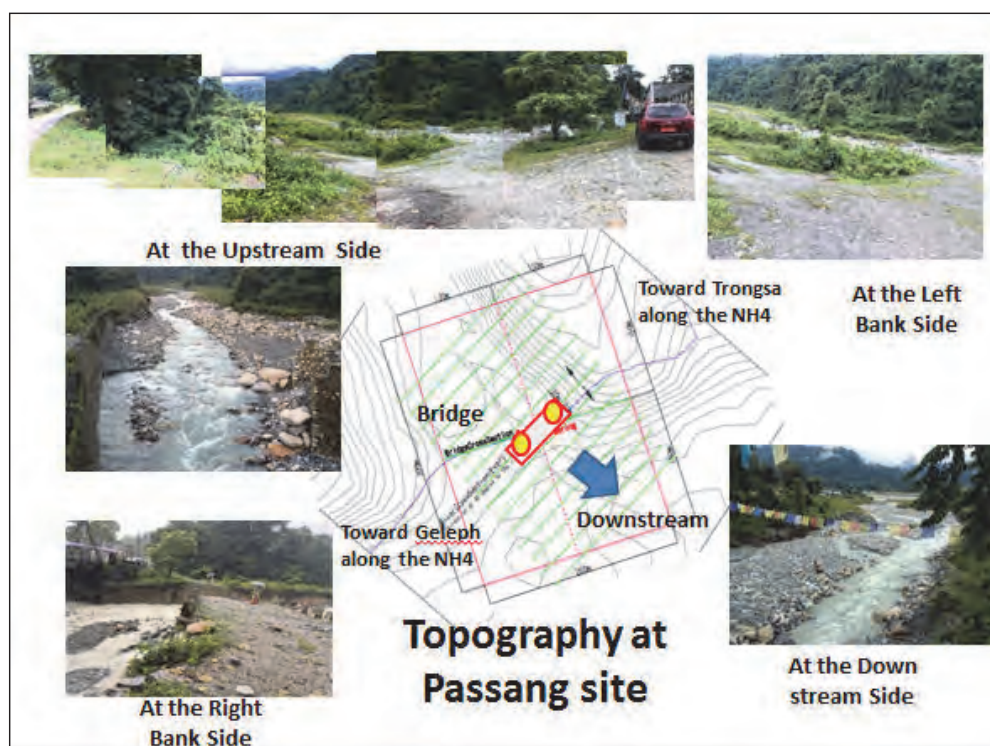 At the Upstream Side
Toward Trongsa
along the NH4
At the Left
Bank Side
Bridge
BridgeCrossSection
Downstream
Toward Geleph
along the NH4
Topography at
Passang site
At the Right
Bank Side
At the Down
stream Side